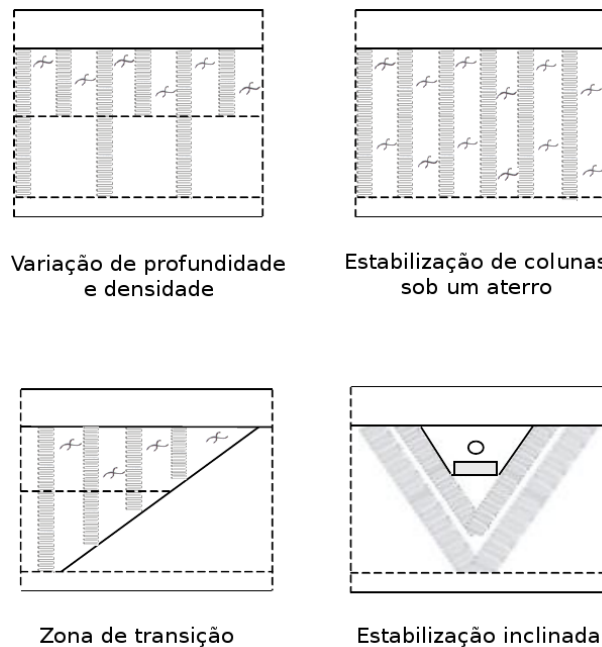 Variação de profundidade
e densidade
Estabilização de colunas
sob um aterro
Zona de transição
Estabilização inclinada